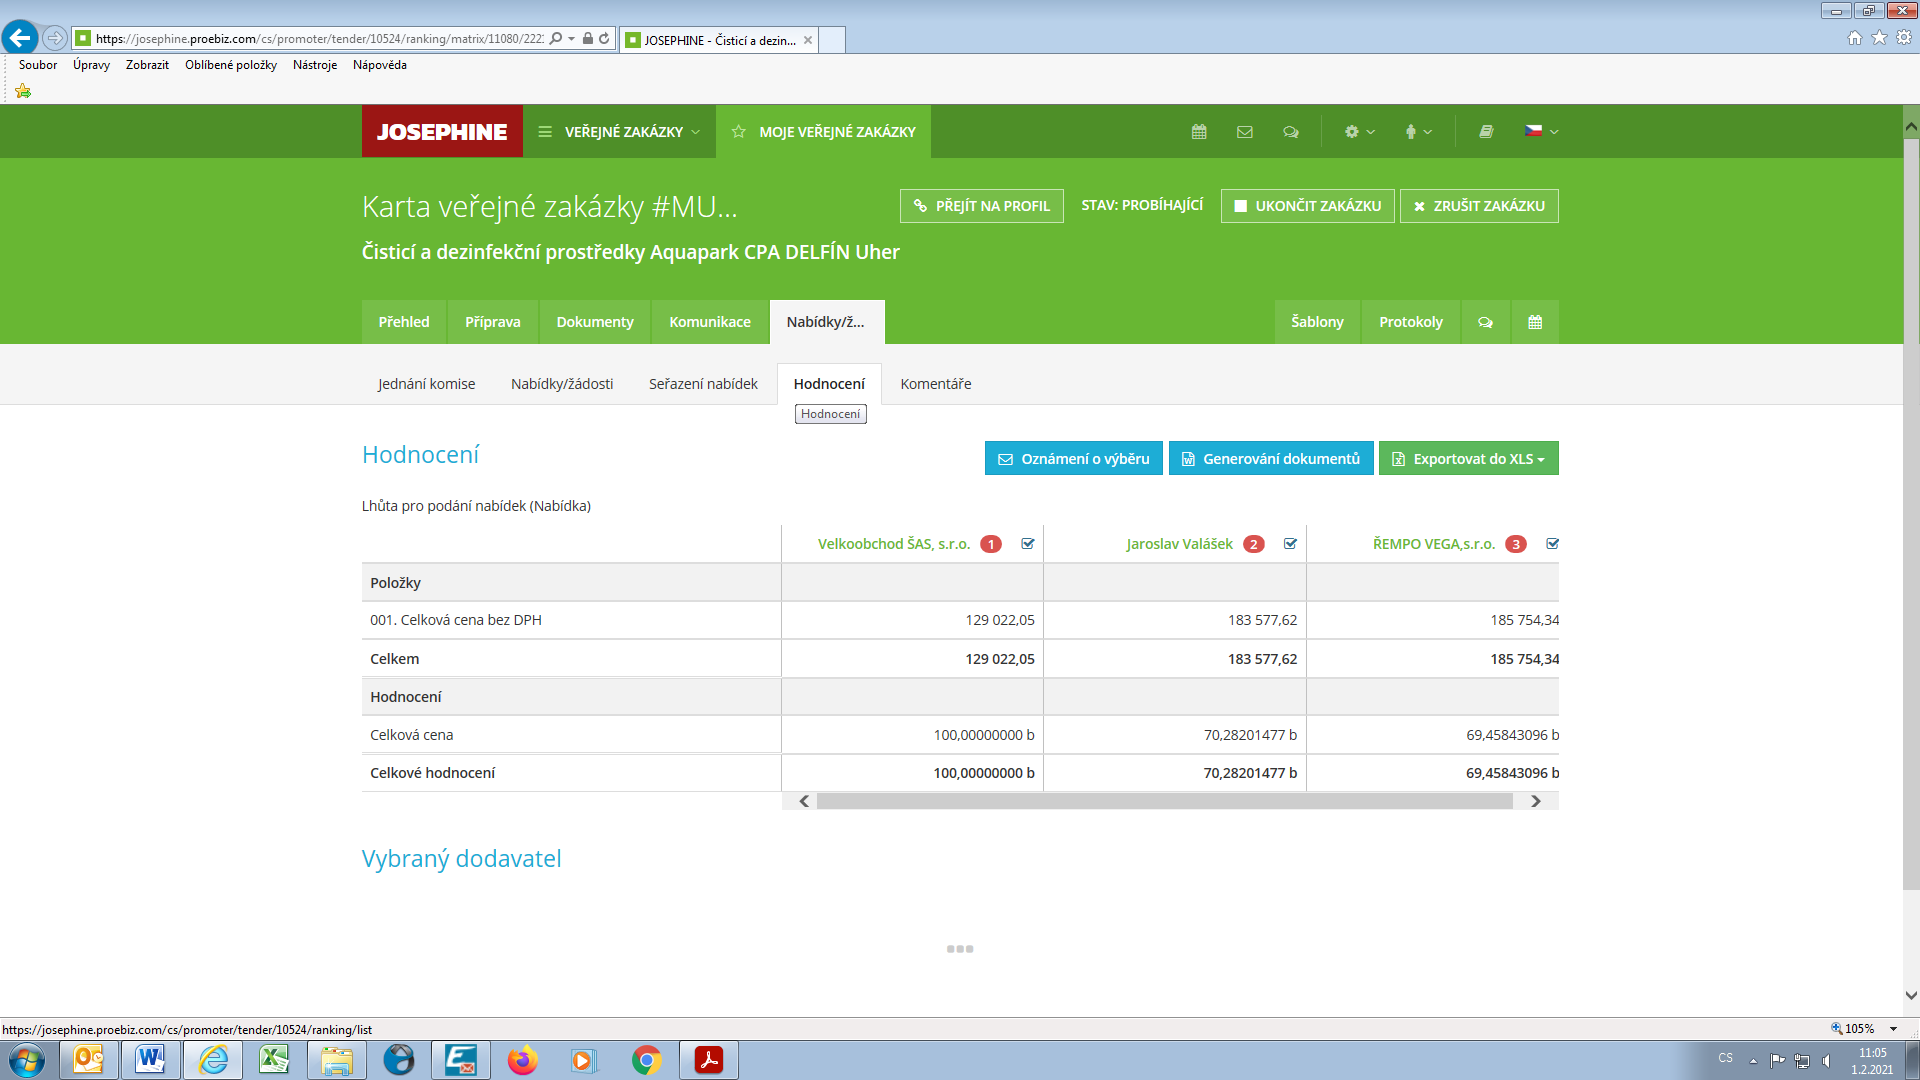 https://josephine.proebiz.com/cs/promoter/tender/10524/ranking/matrix/11080/222
JOSEPHINE - Čisticí a dezin...
Soubor Úpravy Zobrazit Oblíbené položky Nástroje Nápověda
JOSEPHINE VEŘEJNÉ ZAKÁZKY MOJE VEŘEJNÉ ZAKÁZKY
Karta veřejné zakázky #MU... PŘEJÍT NA PROFIL STAV: PROBÍHAJÍCÍ UKONČIT ZAKÁZKU ZRUŠIT ZAKÁZKU
Čisticí a dezinfekční prostředky Aquapark CPA DELFÍN Uher
Přehled Příprava Dokumenty Komunikace Nabídky/ž... Šablony Protokoly
Jednání komise Nabídky/žádosti Seřazení nabídek Hodnocení Komentáře
Hodnocení
Hodnocení Oznámení o výběru Generování dokumentů Exportovat do XLS
Lhůta pro podání nabídek (Nabídka)
Velkoobchod ŠAS, s.r.o. 1 Jaroslav Valášek 2 ŘEMPO VEGA,s.r.o. 3
Položky
001. Celková cena bez DPH 129 022,05 183 577,62 185 754,34
Celkem 129 022,05 183 577,62 185 754,34
Hodnocení
Celková cena 100,00000000 b 70,28201477 b 69,45843096 b
Celkové hodnocení 100,00000000 b 70,28201477 b 69,45843096 b
Vybraný dodavatel
https://josephine.proebiz.com/cs/promoter/tender/10524/ranking/list 105%
CS 11:05
1.2.2021